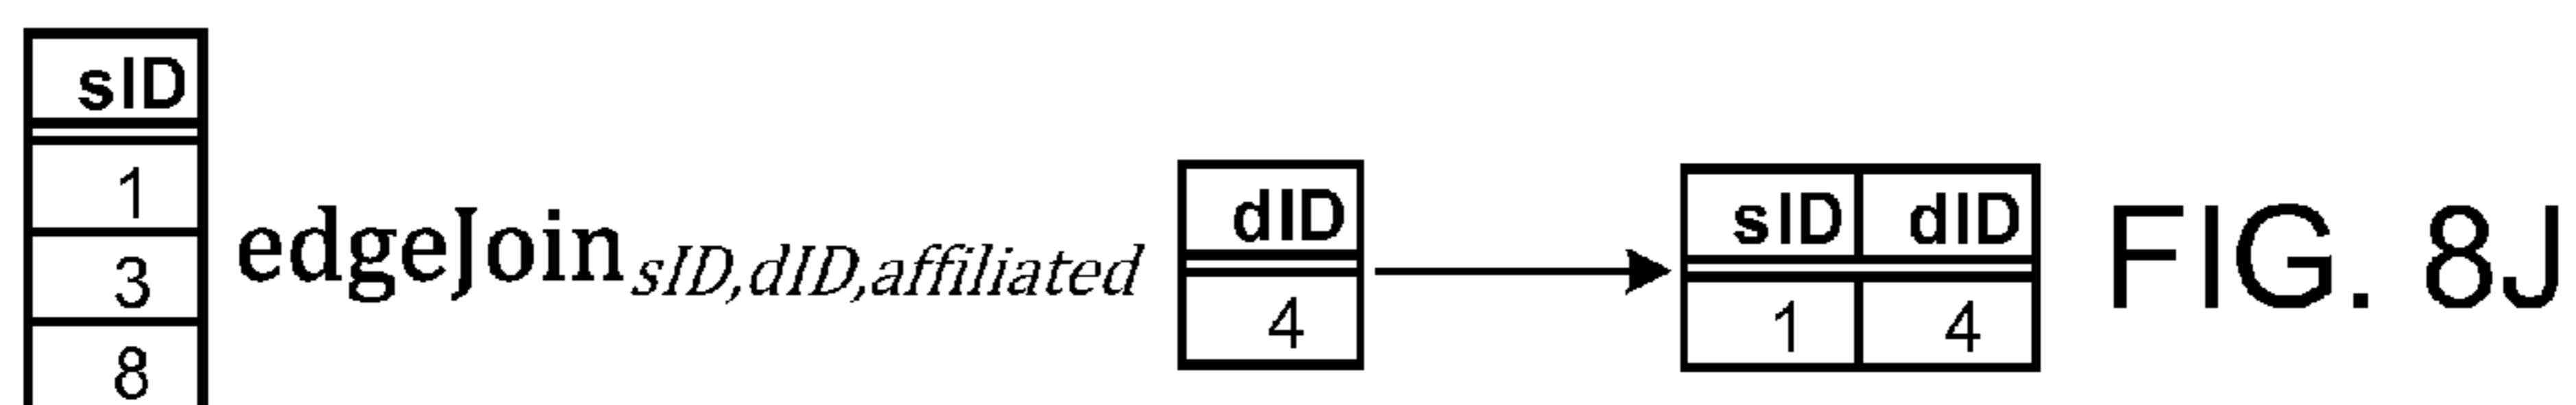 sID
1
3
8
edgeJoin sID,dID,affiliated
dID
4
sID dID
1 4
FIG. 8J